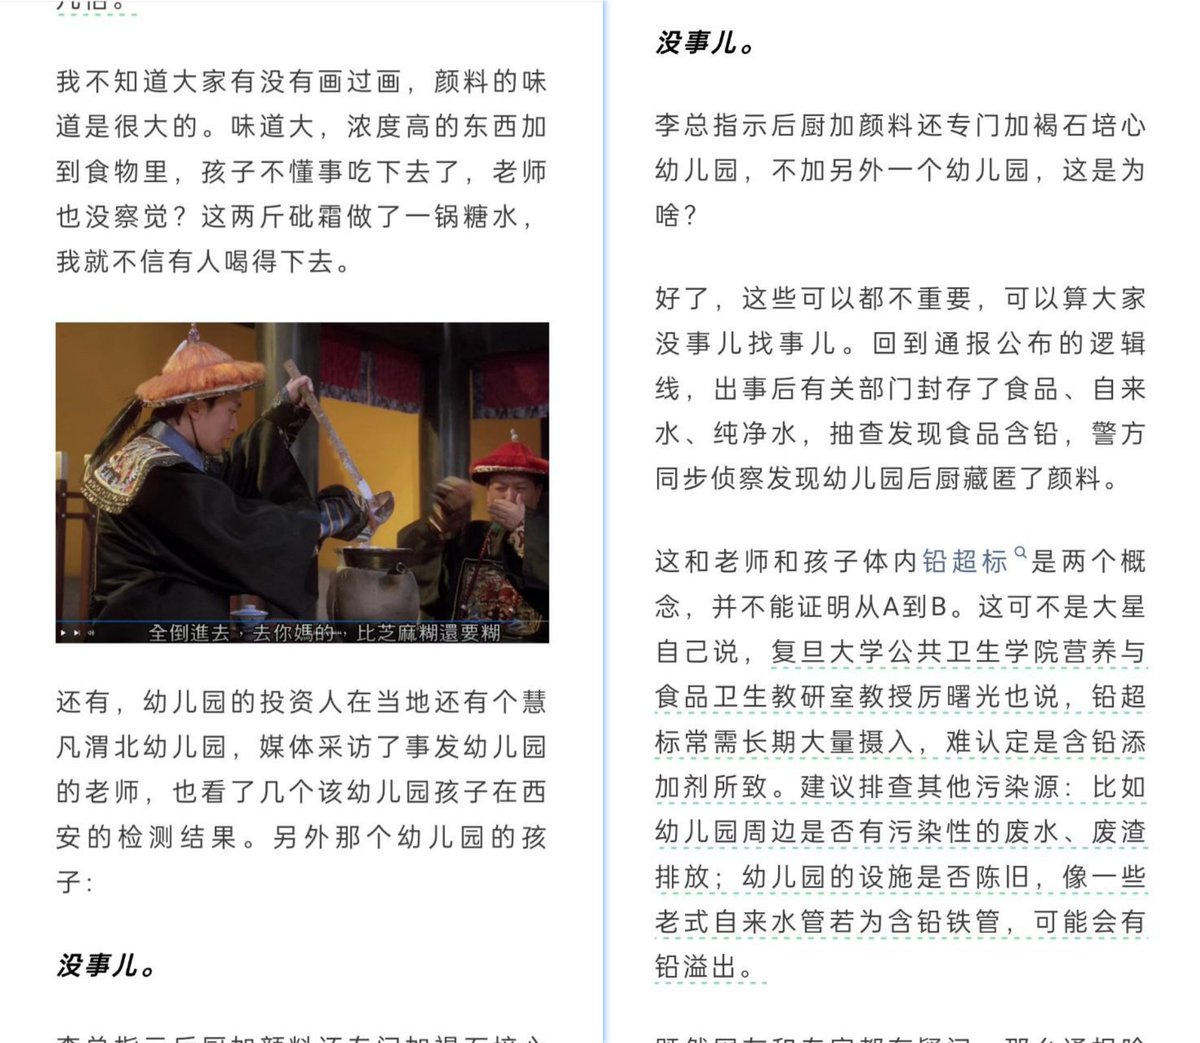 几信。
我不知道大家有没有画过画，颜料的味
道是很大的。味道大，浓度高的东西加
到食物里，孩子不懂事吃下去了，老师
也没察觉？这两斤砒霜做了一锅糖水，
我就不信有人喝得下去。
全倒進去，去你媽的，比芝麻糊還要糊
还有，幼儿园的投资人在当地还有个慧
凡渭北幼儿园，媒体采访了事发幼儿园
的老师，也看了几个该幼儿园孩子在西
安的检测结果。另外那个幼儿园的孩
子：
没事儿。
李总指示后厨加颜料还专门加褐石培心
没事儿。
李总指示后厨加颜料还专门加褐石培心
幼儿园，不加另外一个幼儿园，这是为
啥？
好了，这些可以都不重要，可以算大家
没事儿找事儿。回到通报公布的逻辑
线，出事后有关部门封存了食品、自来
水、纯净水，抽查发现食品含铅，警方
同步侦察发现幼儿园后厨藏匿了颜料。
这和老师和孩子体内铅超标是两个概
念，并不能证明从A到B。这可不是大星
自己说，复旦大学公共卫生学院营养与
食品卫生教研室教授厉曙光也说，铅超
标常需长期大量摄入，难认定是含铅添
加剂所致。建议排查其他污染源：比如
幼儿园周边是否有污染性的废水、废渣
排放；幼儿园的设施是否陈旧，像一些
老式自来水管若为含铅铁管，可能会有
铅溢出。